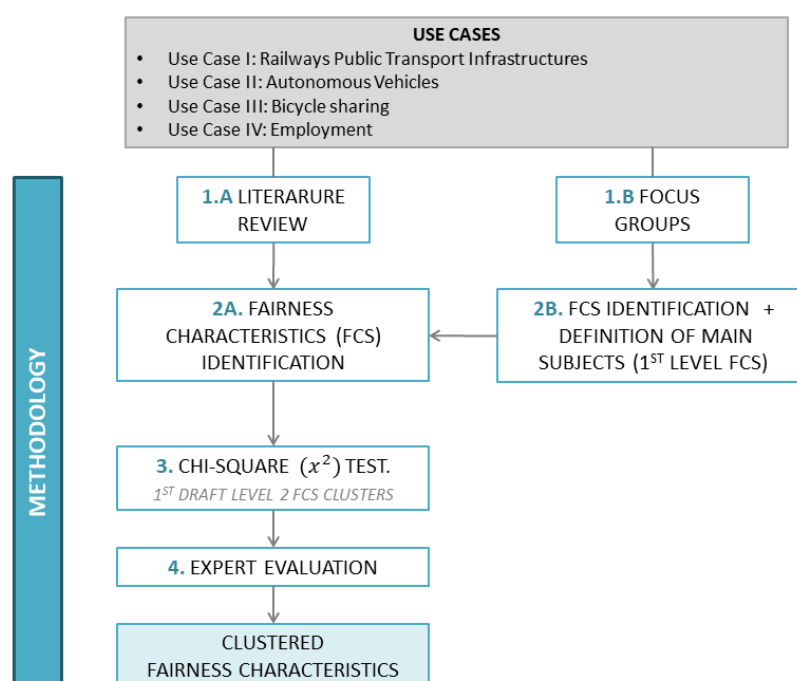 USE CASES
• Use Case I: Railways Public Transport Infrastructures
• Use Case II: Autonomous Vehicles
• Use Case III: Bicycle sharing
• Use Case IV: Employment
METHODOLOGY
1.A LITERARURE
REVIEW
1.B FOCUS
GROUPS
2A. FAIRNESS
CHARACTERISTICS (FCS)
IDENTIFICATION
2B. FCS IDENTIFICATION +
DEFINITION OF MAIN
SUBJECTS (1ST LEVEL FCS)
3. CHI-SQUARE (x²) TEST.
1ST DRAFT LEVEL 2 FCS CLUSTERS
4. EXPERT EVALUATION
CLUSTERED
FAIRNESS CHARACTERISTICS